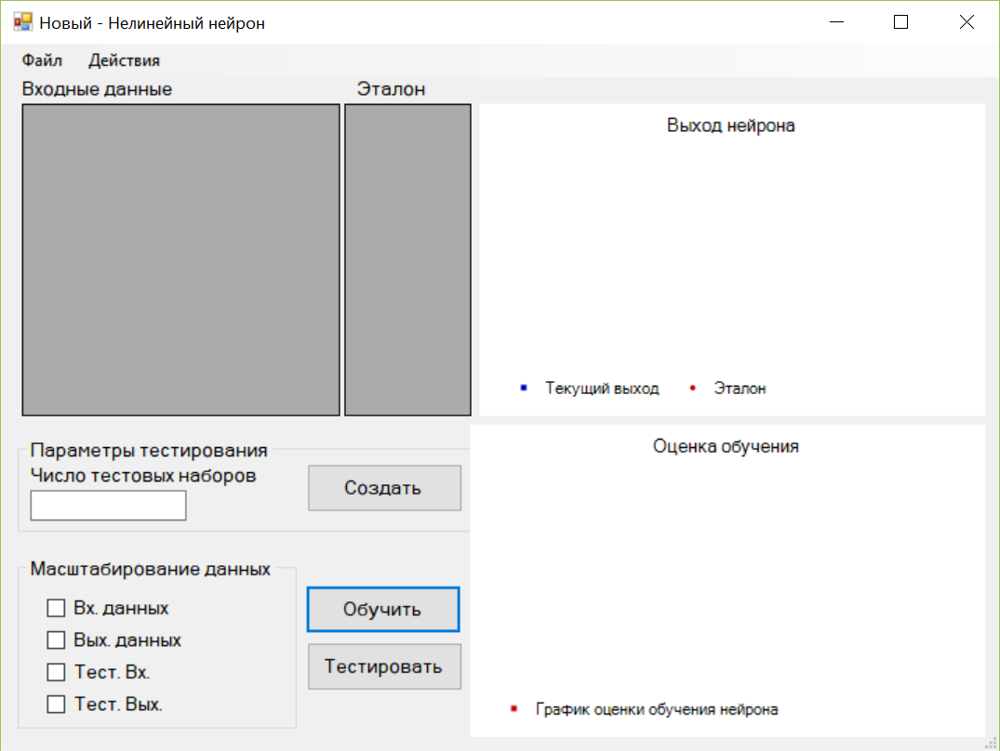 Новый - Нелинейный нейрон
Файл Действия
Входные данные Эталон
Выход нейрона
Текущий выход Эталон
Параметры тестирования
Число тестовых наборов
Создать
Оценка обучения
График оценки обучения нейрона
Масштабирование данных
Вх. данных
Вых. данных
Тест. Вх.
Тест. Вых.
Обучить
Тестировать